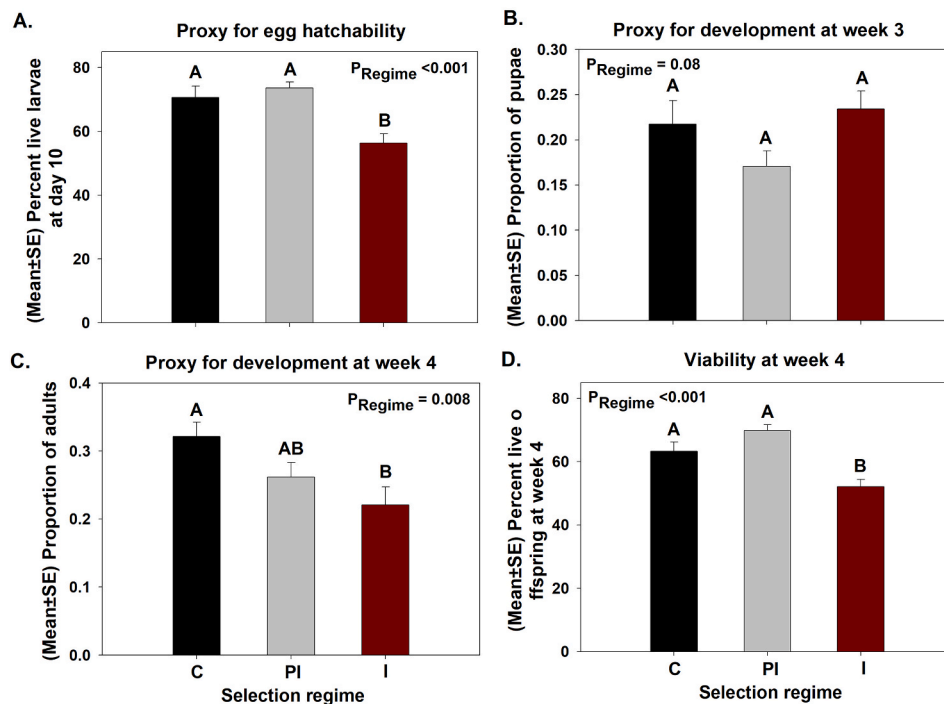 A.
Proxy for egg hatchability
P Regime <0.001
A
A
B
80
60
40
20
0
(Mean±SE) Percent live larvae
at day 10
B.
Proxy for development at week 3
P Regime = 0.08
A
A
A
0.30
0.25
0.20
0.15
0.10
0.05
0.00
(Mean±SE) Proportion of pupae
C.
Proxy for development at week 4
P Regime = 0.008
A
AB
B
0.4
0.3
0.2
0.1
0.0
(Mean±SE) Proportion of adults
C
PI
I
Selection regime
D.
Viability at week 4
P Regime <0.001
A
A
B
80
60
40
20
0
(Mean±SE) Percent live o
ffspring at week 4
C
PI
I
Selection regime